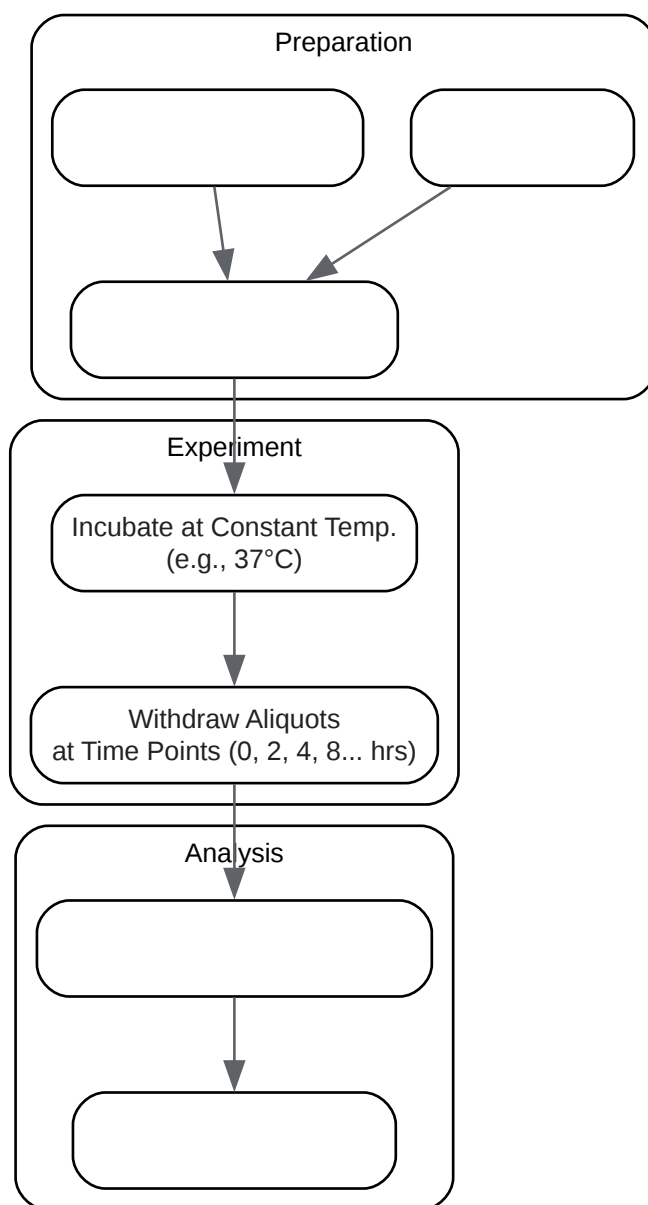 Preparation
Experiment
Incubate at Constant Temp.
(e.g., 37°C)
Withdraw Aliquots
at Time Points (0, 2, 4, 8... hrs)
Analysis